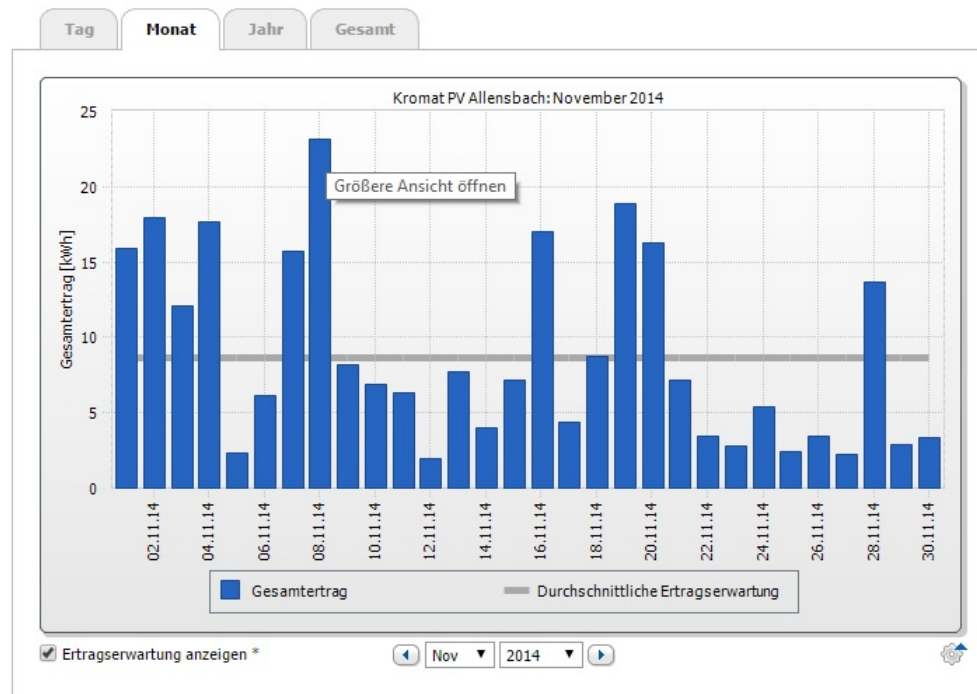 Tag Monat Jahr Gesamt
Kromat PV Allensbach: November 2014
Gesamtertrag [kWh]
25
20
15
10
5
0
Größere Ansicht öffnen
02.11.14 04.11.14 06.11.14 08.11.14 10.11.14 12.11.14 14.11.14 16.11.14 18.11.14 20.11.14 22.11.14 24.11.14 26.11.14 28.11.14 30.11.14
Gesamtertrag Durchschnittliche Ertragserwartung
Ertragserwartung anzeigen * Nov 2014